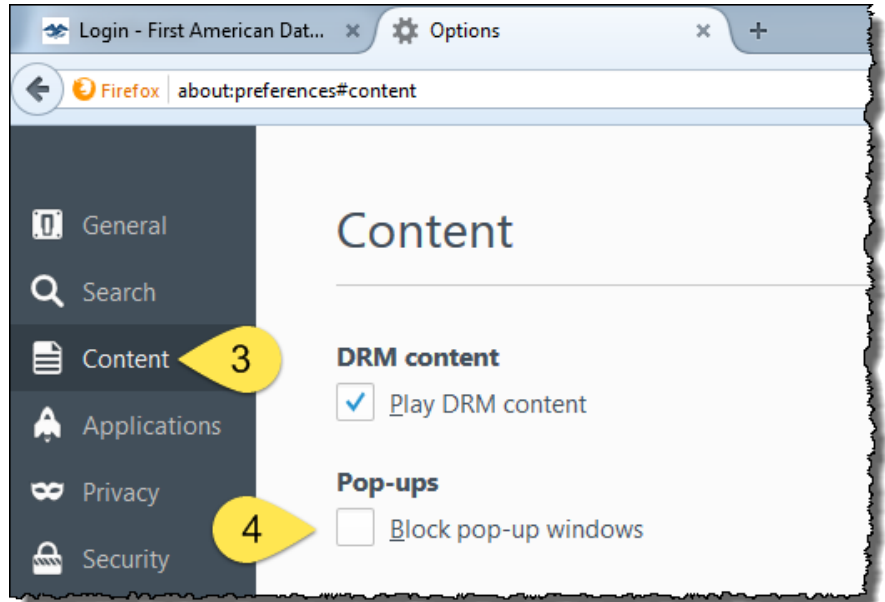 Login - First American Dat...
Options
Firefox about:preferences#content
General
Search
Content
3
Applications
Privacy
Security
Content
DRM content
Play DRM content
Pop-ups
4
Block pop-up windows